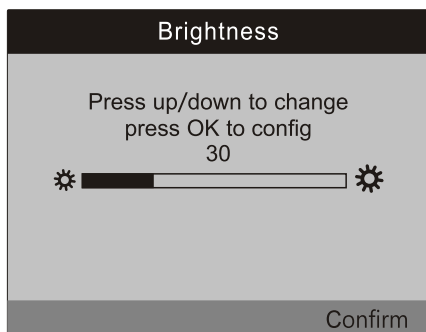 Brightness
Press up/down to change
press OK to config
30
Confirm